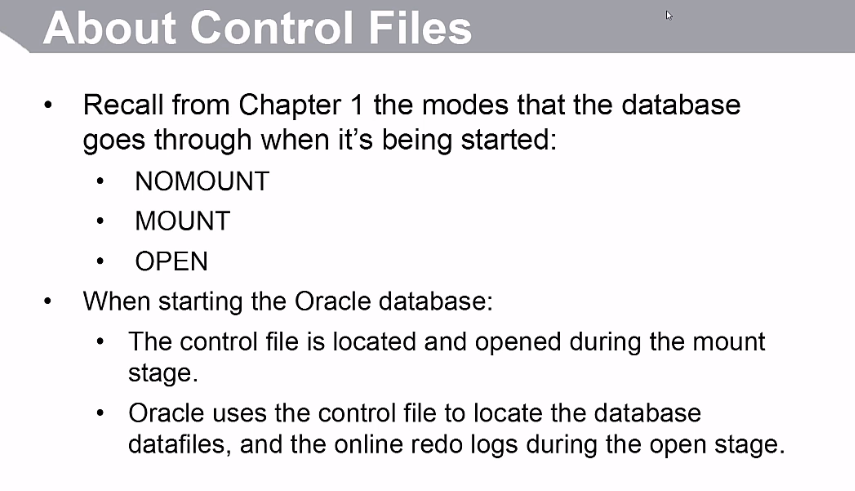 About Control Files
• Recall from Chapter 1 the modes that the database
goes through when it’s being started:
• NOMOUNT
• MOUNT
• OPEN
• When starting the Oracle database:
• The control file is located and opened during the mount
stage.
• Oracle uses the control file to locate the database
datafiles, and the online redo logs during the open stage.